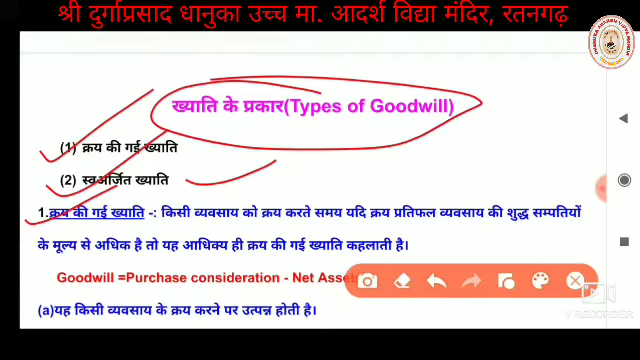 श्री दुर्गाप्रसाद धानुका उच्च मा. आदर्श विद्या मंदिर, रतनगढ़
ख्याति के प्रकार(Types of Goodwill)
(1) क्रय की गई ख्याति
(2) स्वअर्जित ख्याति
1.क्रय की गई ख्याति -: किसी व्यवसाय को क्रय करते समय यदि क्रय प्रतिफल व्यवसाय की शुद्ध सम्पतियों
के मूल्य से अधिक है तो यह आधिक्य ही क्रय की गई ख्याति कहलाती है।
Goodwill =Purchase consideration - Net Asset
(a)यह किसी व्यवसाय के क्रय करने पर उत्पन्न होती है।
RECORDER